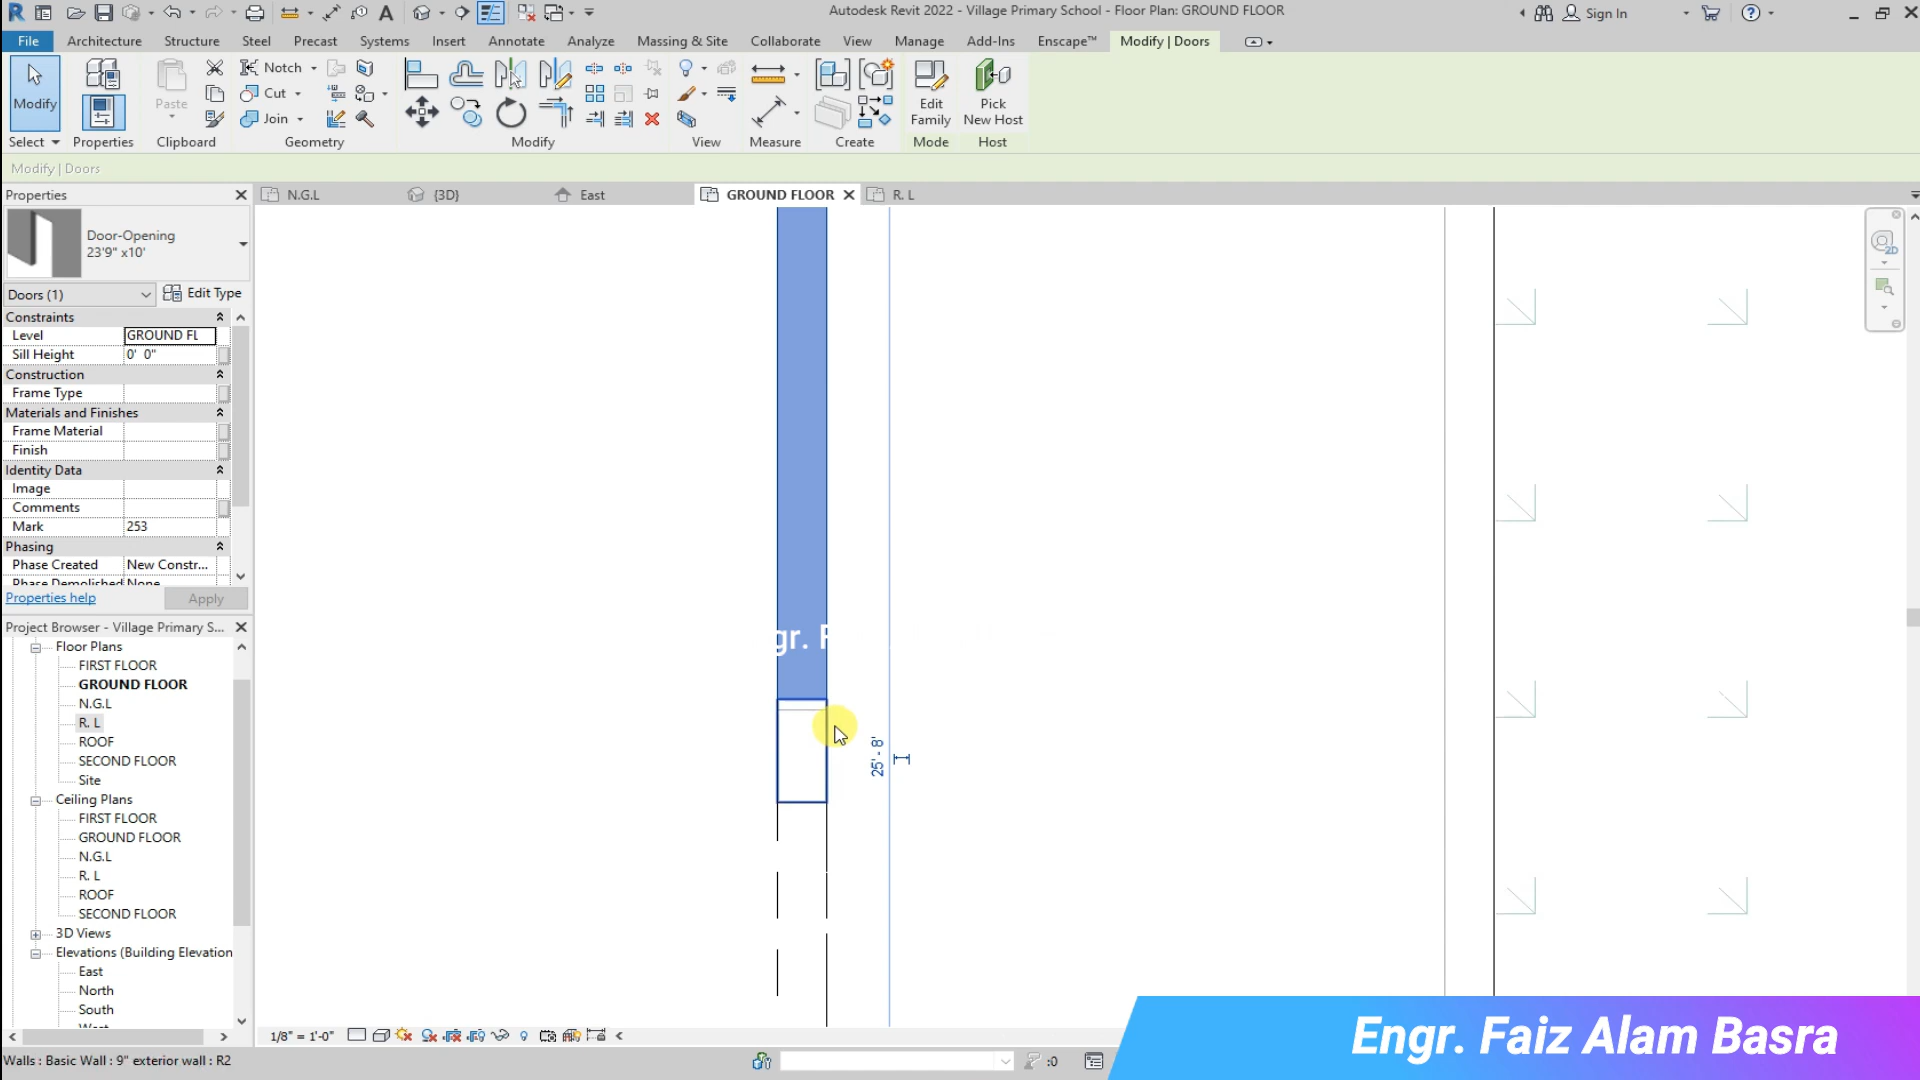 Autodesk Revit 2022 - Village Primary School - Floor Plan: GROUND FLOOR
Sign In
File Architecture Structure Steel Precast Systems Insert Annotate Analyze Massing & Site Collaborate View Manage Add-Ins Enscape™ Modify | Doors
Modify
Paste
Notch
Cut
Join
Edit Family
Pick New Host
Select Properties Clipboard Geometry Modify View Measure Create Mode Host
Modify | Doors
Properties
N.G.L {3D} East GROUND FLOOR R. L
Door-Opening
23'9" x10'
Doors (1) Edit Type
Constraints
Level GROUND FL
Sill Height 0' 0"
Construction
Frame Type
Materials and Finishes
Frame Material
Finish
Identity Data
Image
Comments
Mark 253
Phasing
Phase Created New Constr...
Phase Demolished None
Properties help Apply
Project Browser - Village Primary S...
Floor Plans
FIRST FLOOR
GROUND FLOOR
N.G.L
R. L
ROOF
SECOND FLOOR
Site
Ceiling Plans
FIRST FLOOR
GROUND FLOOR
N.G.L
R. L
ROOF
SECOND FLOOR
3D Views
Elevations (Building Elevation
East
North
South
West
gr. F
25' - 8'
1/8" = 1'-0"
Walls : Basic Wall : 9" exterior wall : R2
:0
Engr. Faiz Alam Basra